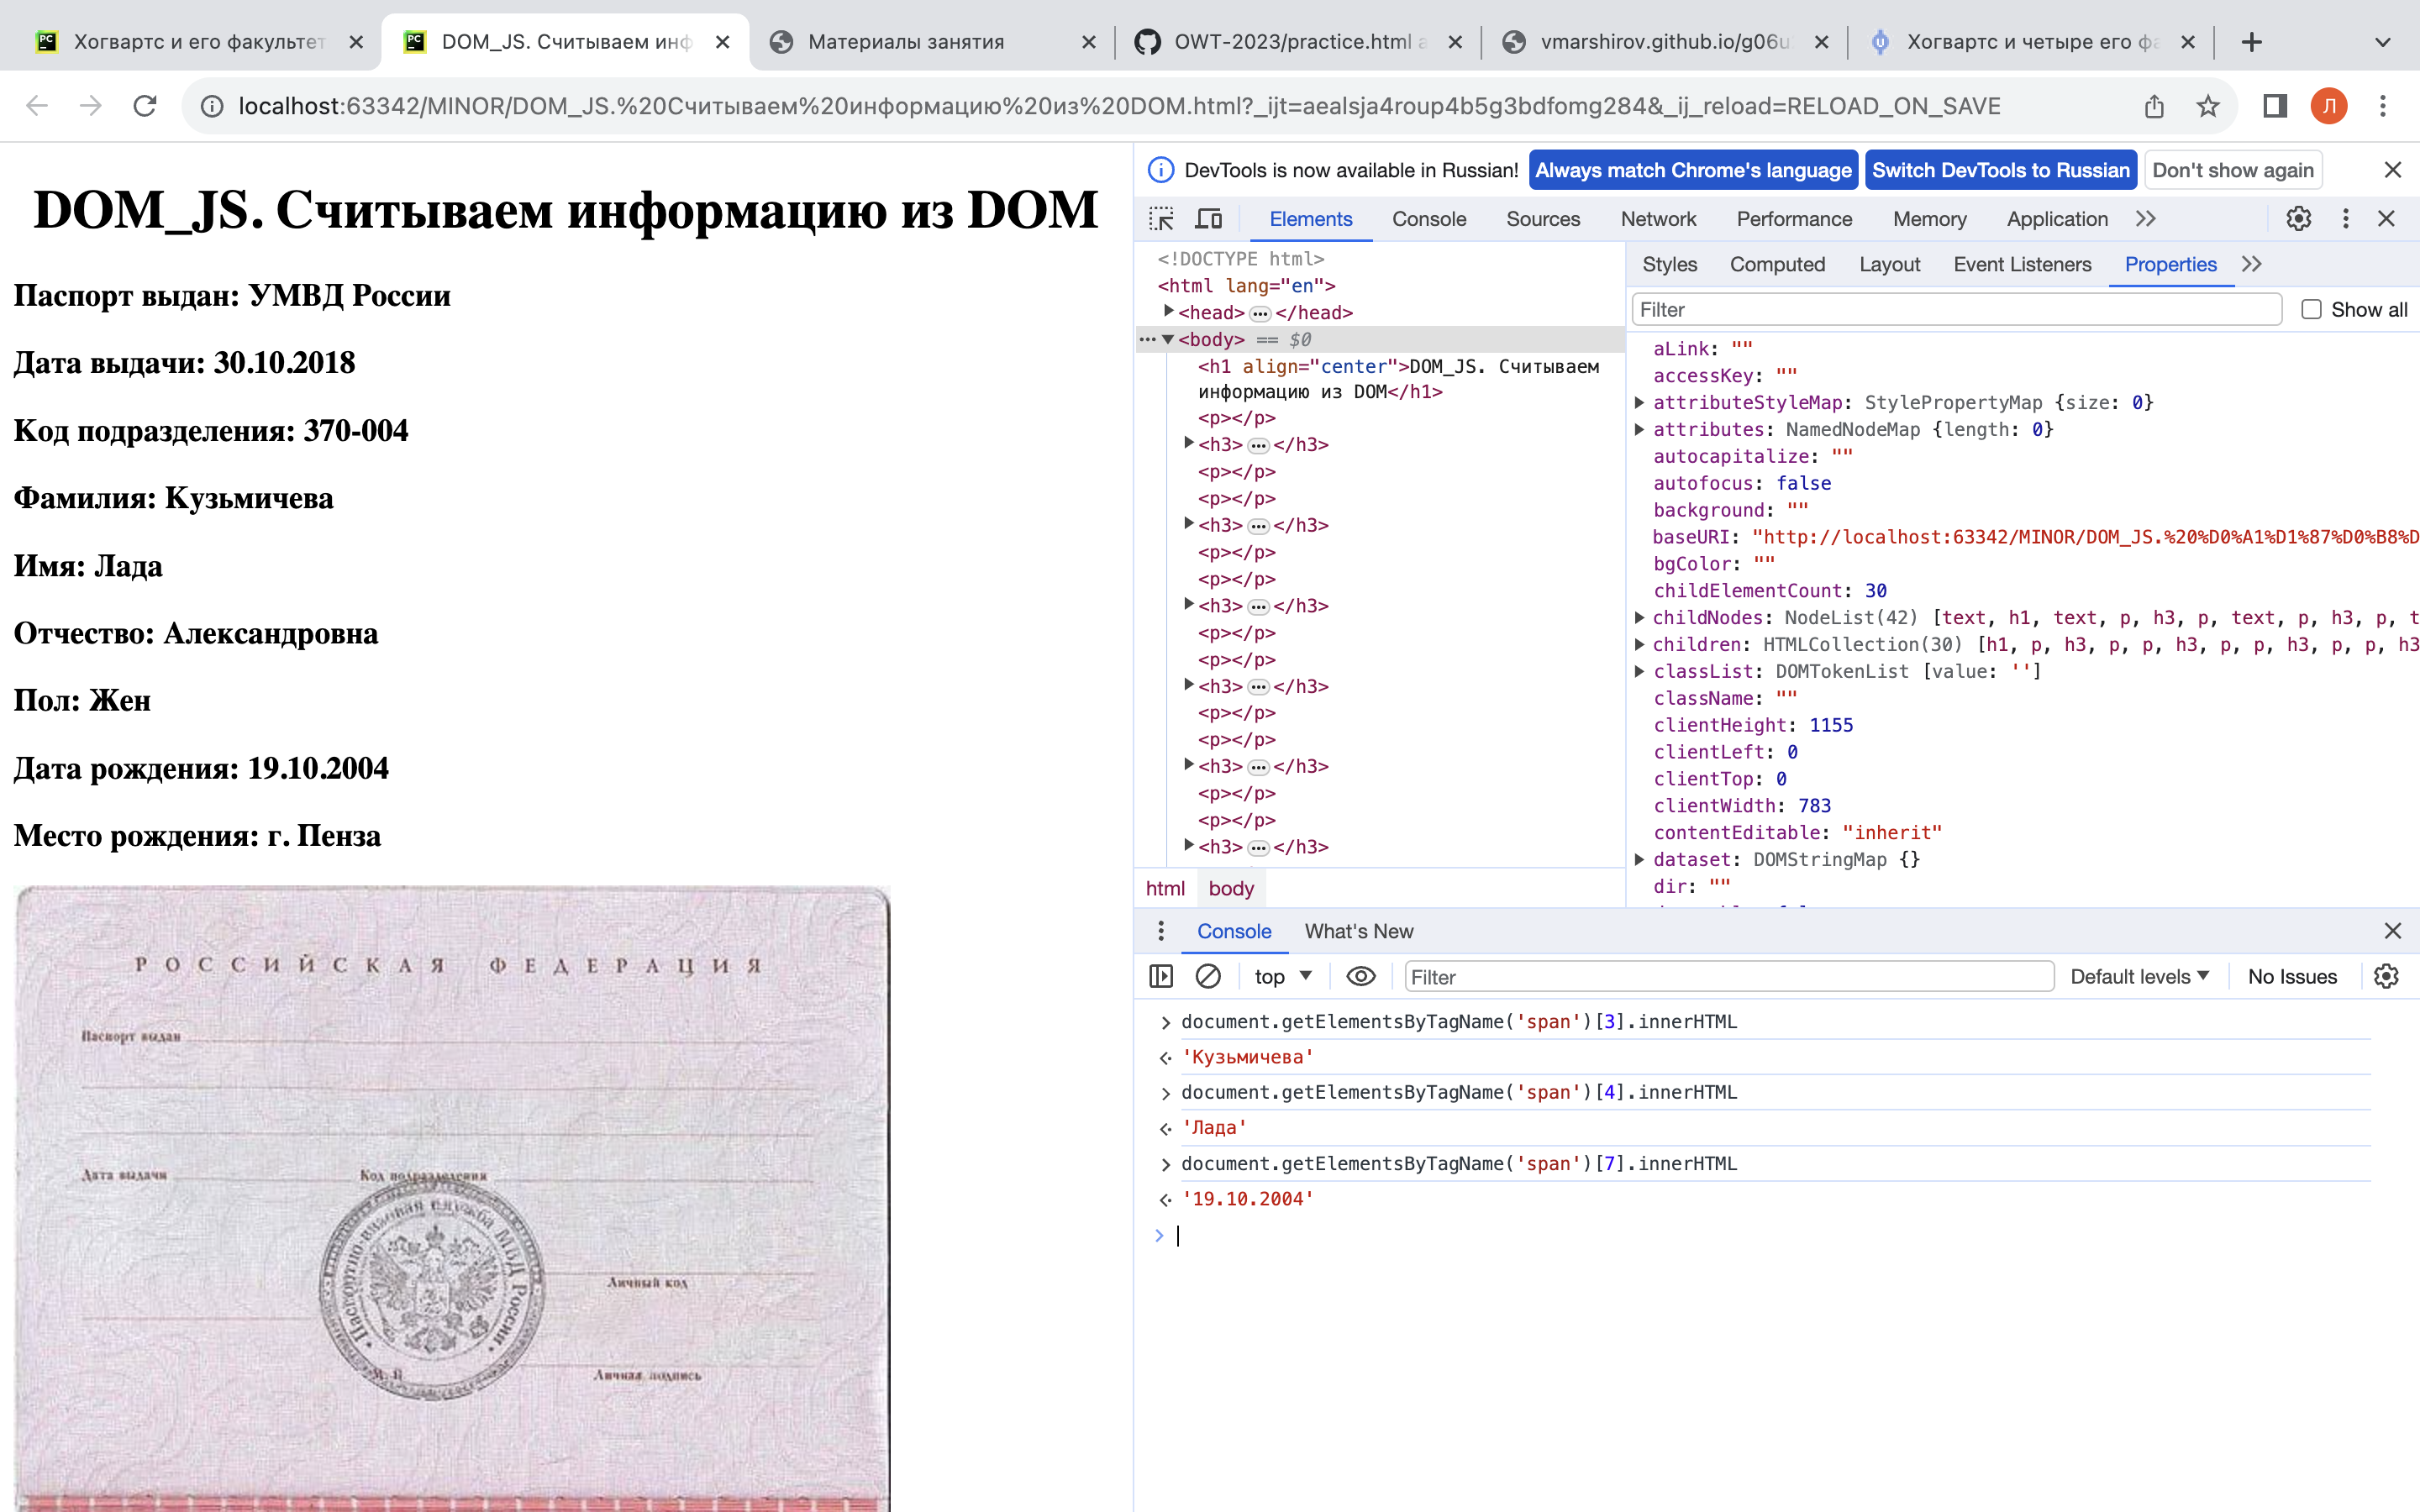 Хогвартс и его факультет
DOM_JS. Считываем инф
Материалы занятия
OWT-2023/practice.html a
vmarshirov.github.io/g06u
Хогвартс и четыре его фа
localhost:63342/MINOR/DOM_JS.%20Считываем%20информацию%20из%20DOM.html?_ijt=aealsja4roup4b5g3bdfomg284&_ij_reload=RELOAD_ON_SAVE
Л
DOM_JS. Считываем информацию из DOM
Паспорт выдан: УМВД России
Дата выдачи: 30.10.2018
Код подразделения: 370-004
Фамилия: Кузьмичева
Имя: Лада
Отчество: Александровна
Пол: Жен
Дата рождения: 19.10.2004
Место рождения: г. Пенза
РОССИЙСКАЯ ФЕДЕРАЦИЯ
Паспорт выдан
Дата выдачи Код подразделения
Паспортно-визовая служба МВД России
Личный код
М. П. Личная подпись
DevTools is now available in Russian! Always match Chrome's language Switch DevTools to Russian Don't show again
Elements Console Sources Network Performance Memory Application
<!DOCTYPE html>
<html lang="en">
<head>…</head>
… <body> == $0
<h1 align="center">DOM_JS. Считываем
информацию из DOM</h1>
<p></p>
<h3>…</h3>
<p></p>
<p></p>
<h3>…</h3>
<p></p>
<p></p>
<h3>…</h3>
<p></p>
<p></p>
<h3>…</h3>
<p></p>
<p></p>
<h3>…</h3>
<p></p>
<p></p>
<h3>…</h3>
html body
Styles Computed Layout Event Listeners Properties
Filter Show all
aLink: ""
accessKey: ""
attributeStyleMap: StylePropertyMap {size: 0}
attributes: NamedNodeMap {length: 0}
autocapitalize: ""
autofocus: false
background: ""
baseURI: "http://localhost:63342/MINOR/DOM_JS.%20%D0%A1%D1%87%D0%B8%D
bgColor: ""
childElementCount: 30
childNodes: NodeList(42) [text, h1, text, p, h3, p, text, p, h3, p, t
children: HTMLCollection(30) [h1, p, h3, p, p, h3, p, p, h3, p, p, h3
classList: DOMTokenList [value: '']
className: ""
clientHeight: 1155
clientLeft: 0
clientTop: 0
clientWidth: 783
contentEditable: "inherit"
dataset: DOMStringMap {}
dir: ""
Console What's New
top Filter Default levels No Issues
> document.getElementsByTagName('span')[3].innerHTML
'Кузьмичева'
> document.getElementsByTagName('span')[4].innerHTML
'Лада'
> document.getElementsByTagName('span')[7].innerHTML
'19.10.2004'
>